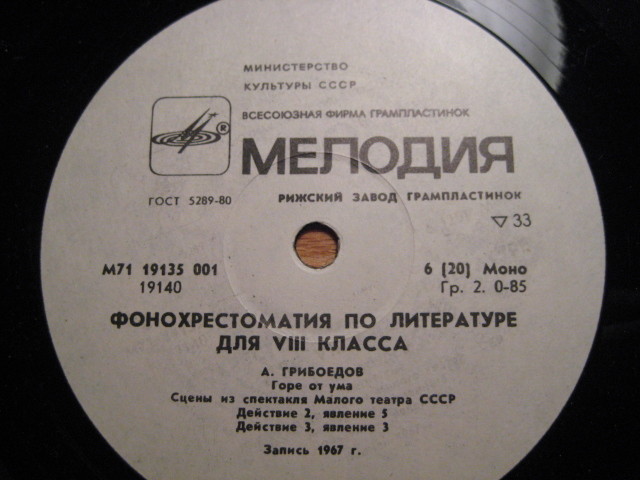 МИНИСТЕРСТВО
КУЛЬТУРЫ СССР
ВСЕСОЮЗНАЯ ФИРМА ГРАМПЛАСТИНОК
®
МЕЛОДИЯ
ГОСТ 5289-80
РИЖСКИЙ ЗАВОД ГРАМПЛАСТИНОК
▽ 33
М71 19135 001
19140
6 (20) Моно
Гр. 2. 0-85
ФОНОХРЕСТОМАТИЯ ПО ЛИТЕРАТУРЕ
ДЛЯ VIII КЛАССА
А. ГРИБОЕДОВ
Горе от ума
Сцены из спектакля Малого театра СССР
Действие 2, явление 5
Действие 3, явление 3
Запись 1967 г.